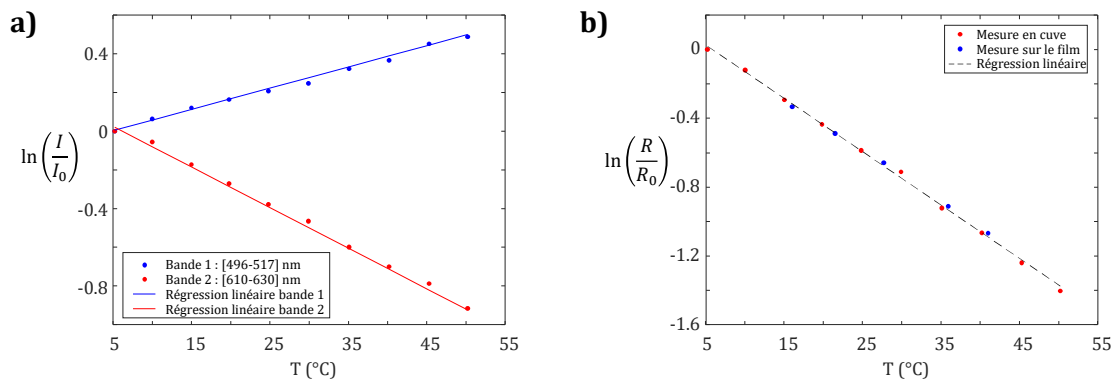 a)
0.4
0
-0.4
-0.8
ln(I/I₀)
Bande 1 : [496-517] nm
Bande 2 : [610-630] nm
Régression linéaire bande 1
Régression linéaire bande 2
5 15 25 35 45 55
T (°C)
b)
0
-0.4
-0.8
-1.2
-1.6
ln(R/R₀)
Mesure en cuve
Mesure sur le film
Régression linéaire
5 15 25 35 45 55
T (°C)